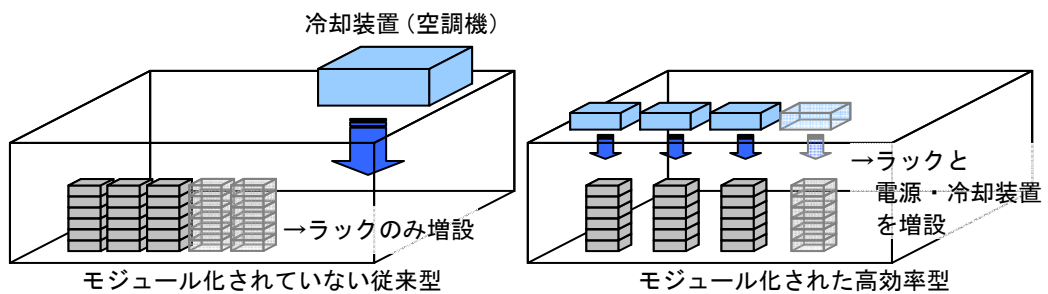 冷却装置（空調機）
→ラックのみ増設
モジュール化されていない従来型
→ラックと
電源・冷却装置
を増設
モジュール化された高効率型